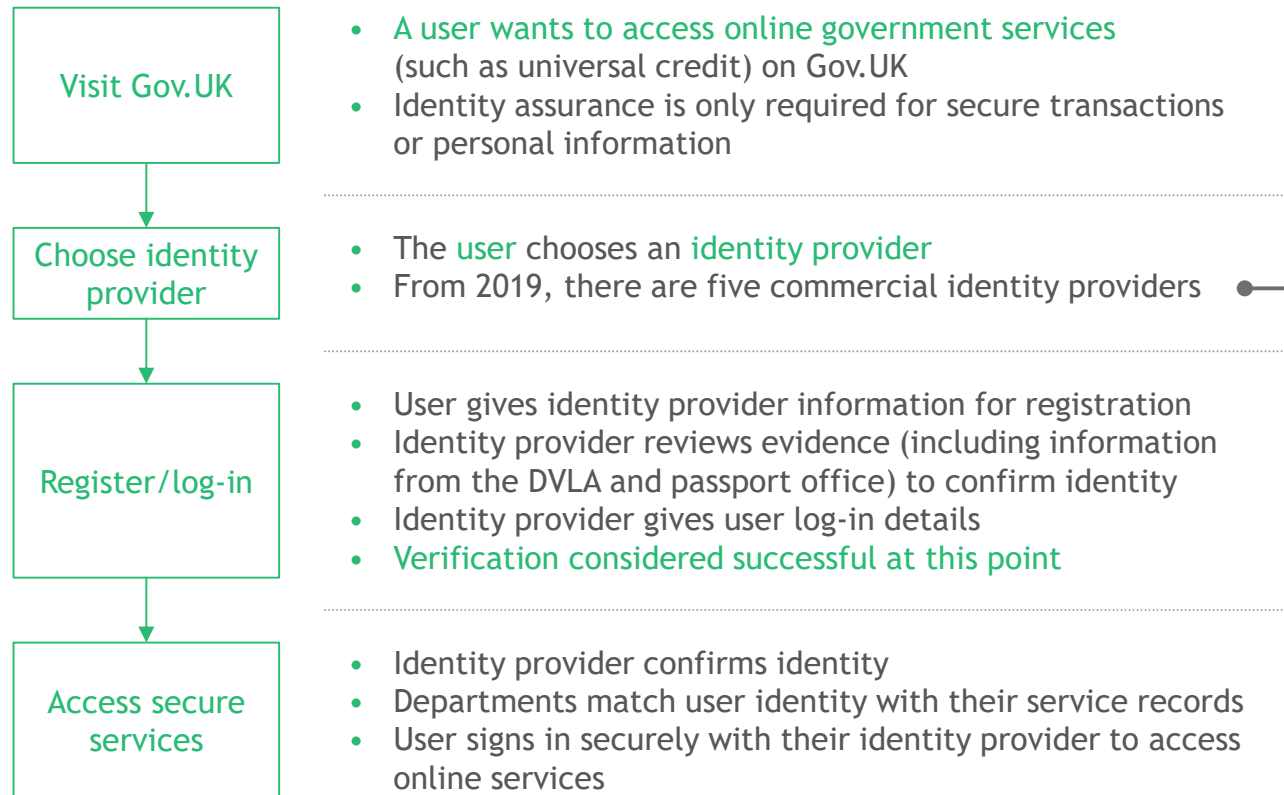 Visit Gov.UK
• A user wants to access online government services
(such as universal credit) on Gov.UK
• Identity assurance is only required for secure transactions
or personal information
Choose identity
provider
• The user chooses an identity provider
• From 2019, there are five commercial identity providers
Register/log-in
• User gives identity provider information for registration
• Identity provider reviews evidence (including information
from the DVLA and passport office) to confirm identity
• Identity provider gives user log-in details
• Verification considered successful at this point
Access secure
services
• Identity provider confirms identity
• Departments match user identity with their service records
• User signs in securely with their identity provider to access
online services